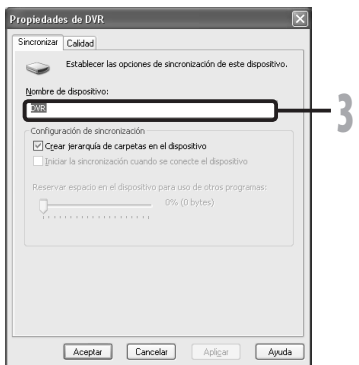 Propiedades de DVR
Sincronizar Calidad
Establecer las opciones de sincronización de este dispositivo.
Nombre de dispositivo:
DVR
3
Configuración de sincronización
Crear jerarquía de carpetas en el dispositivo
Iniciar la sincronización cuando se conecte el dispositivo
Reservar espacio en el dispositivo para uso de otros programas:
0% (0 bytes)
Aceptar Cancelar Aplicar Ayuda